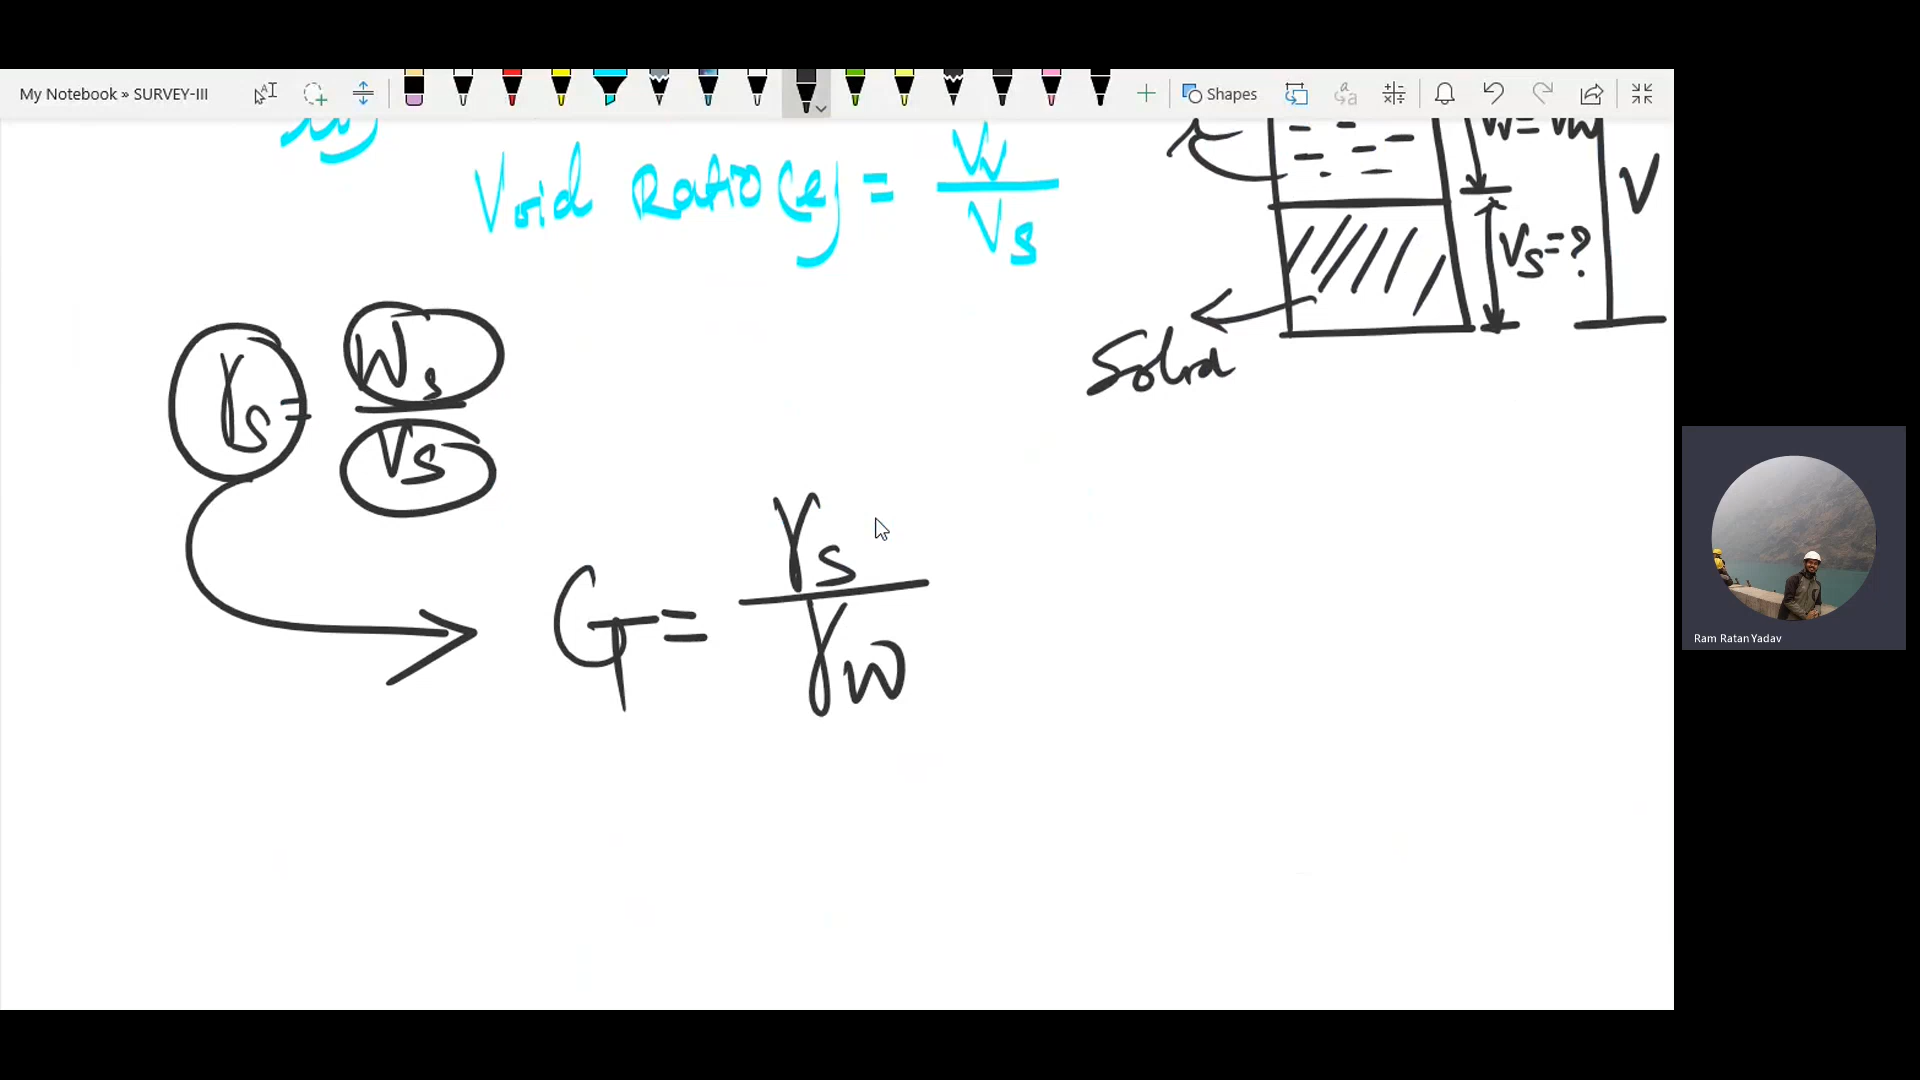 My Notebook » SURVEY-III
Shapes
Void Ratio(e) = Vv / Vs
Vv = Vw
V
Vs = ?
Solid
γs = Ws / Vs
G = γs / γw
Ram Ratan Yadav